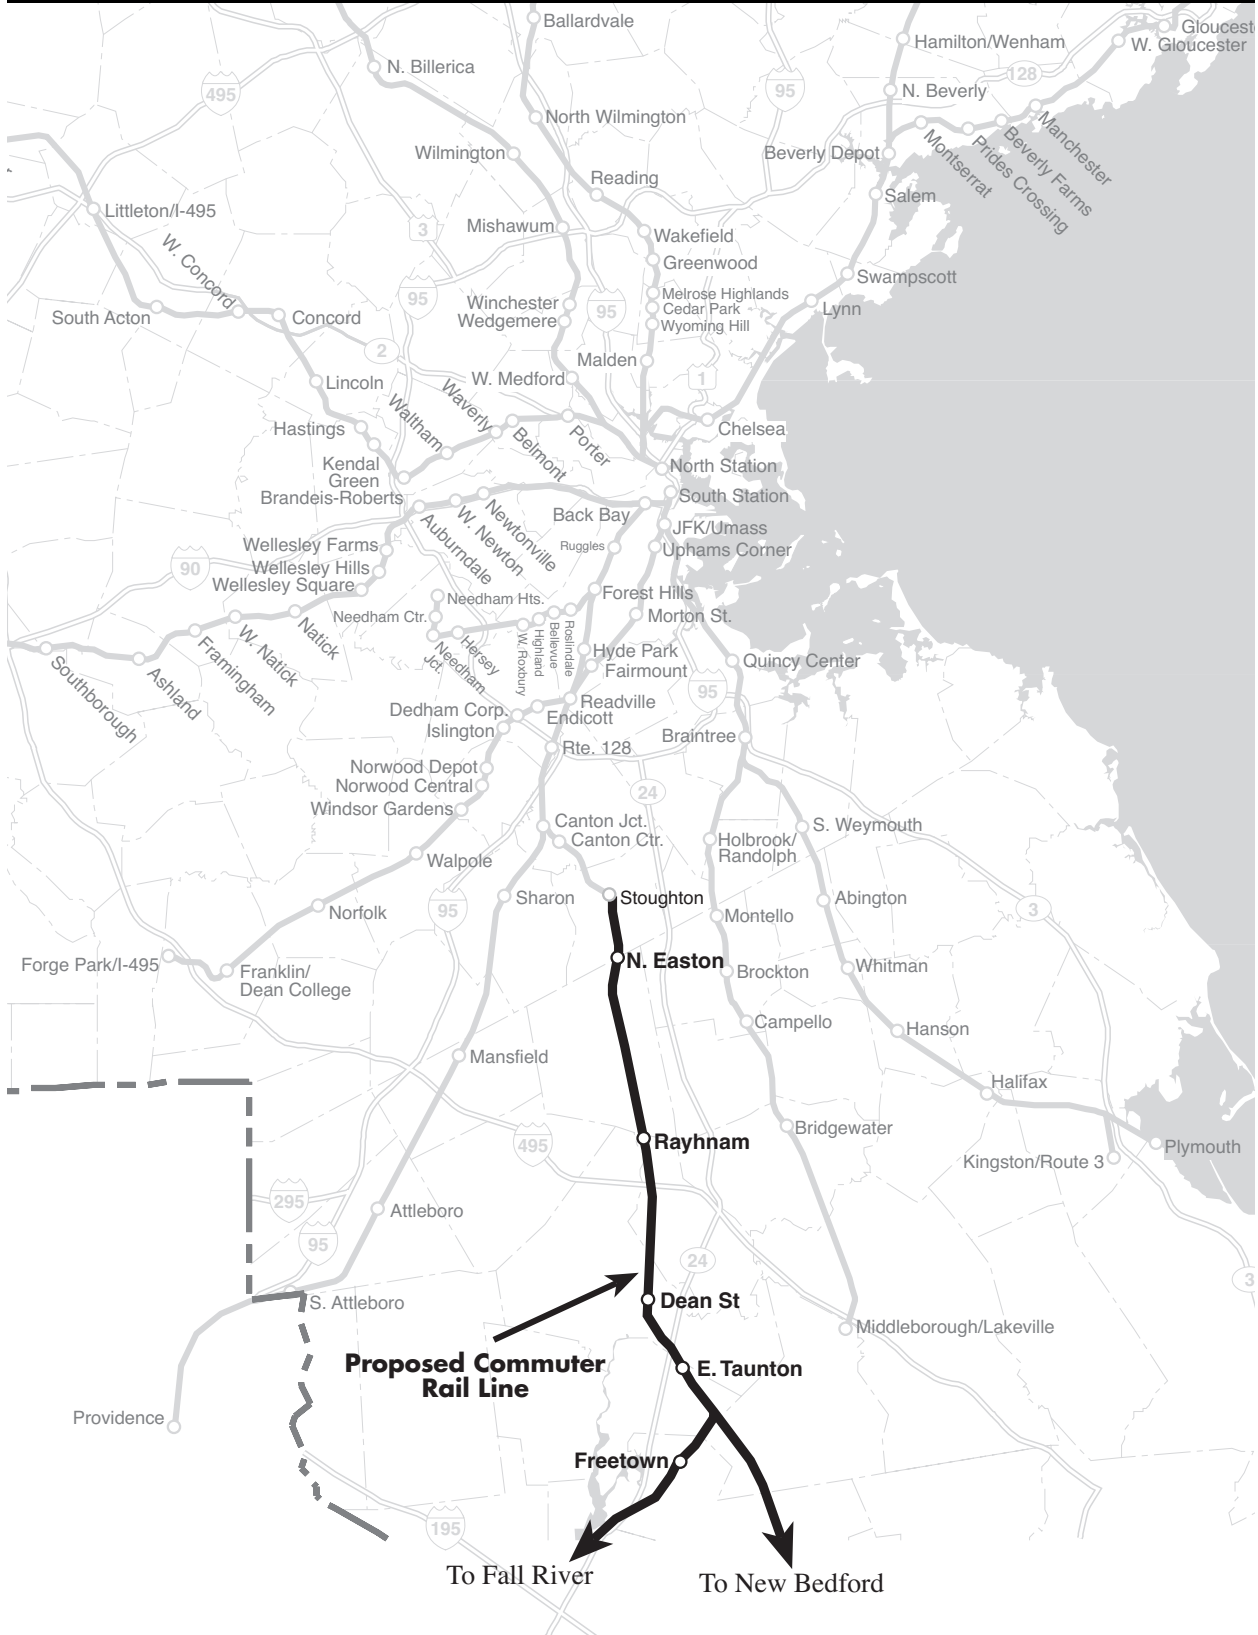 Ballardvale
Gloucest
Hamilton/Wenham
W. Gloucester
N. Billerica
128
495
95
N. Beverly
North Wilmington
Manchester
Beverly Farms
Prides Crossing
Montserrat
Wilmington
Beverly Depot
Reading
Salem
Littleton/I-495
3
Mishawum
Wakefield
W. Concord
Greenwood
Swampscott
95
95
Winchester
Melrose Highlands
Cedar Park
Lynn
South Acton
Concord
Wedgemere
Wyoming Hill
2
Malden
Lincoln
W. Medford
1
Waverly
Waltham
Hastings
Belmont
Porter
Chelsea
Kendal
Green
North Station
Brandeis-Roberts
South Station
Newtonville
W. Newton
Auburndale
Back Bay
JFK/Umass
Wellesley Farms
Ruggles
Uphams Corner
90
Wellesley Hills
Wellesley Square
Needham Hts.
Forest Hills
Needham Ctr.
Morton St.
Natick
W. Natick
Framingham
Ashland
Southborough
Hersey
Needham
Jct.
W. Roxbury
Highland
Bellevue
Roslindale
Hyde Park
Fairmount
Quincy Center
95
Dedham Corp.
Readville
Endicott
Islington
Braintree
Rte. 128
Norwood Depot
Norwood Central
24
Windsor Gardens
Canton Jct.
Canton Ctr.
S. Weymouth
Holbrook/
Randolph
Walpole
Sharon
Stoughton
Abington
95
3
Norfolk
Montello
Forge Park/I-495
N. Easton
Whitman
Franklin/
Dean College
Brockton
Campello
Hanson
Mansfield
Halifax
Bridgewater
495
Rayhnam
Plymouth
Kingston/Route 3
295
Attleboro
95
24
3
S. Attleboro
Dean St
Middleborough/Lakeville
Proposed Commuter
Rail Line
E. Taunton
Providence
Freetown
195
To Fall River
To New Bedford